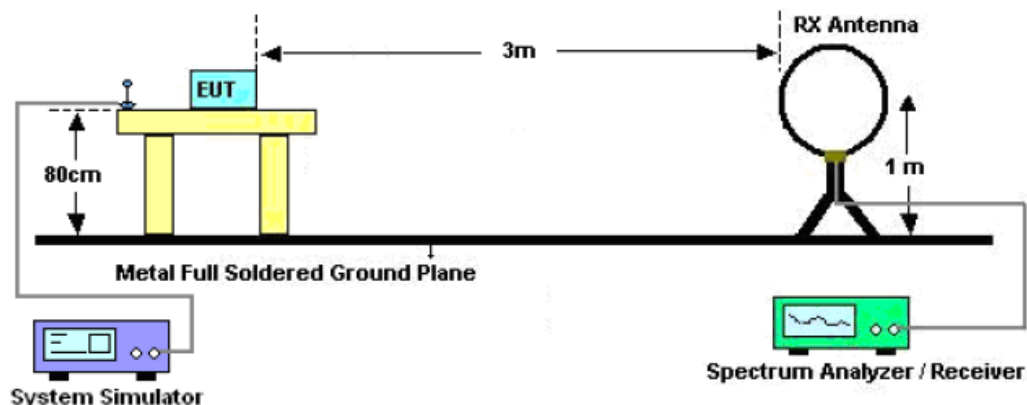 RX Antenna
3m
EUT
80cm
1 m
Metal Full Soldered Ground Plane
System Simulator
Spectrum Analyzer / Receiver